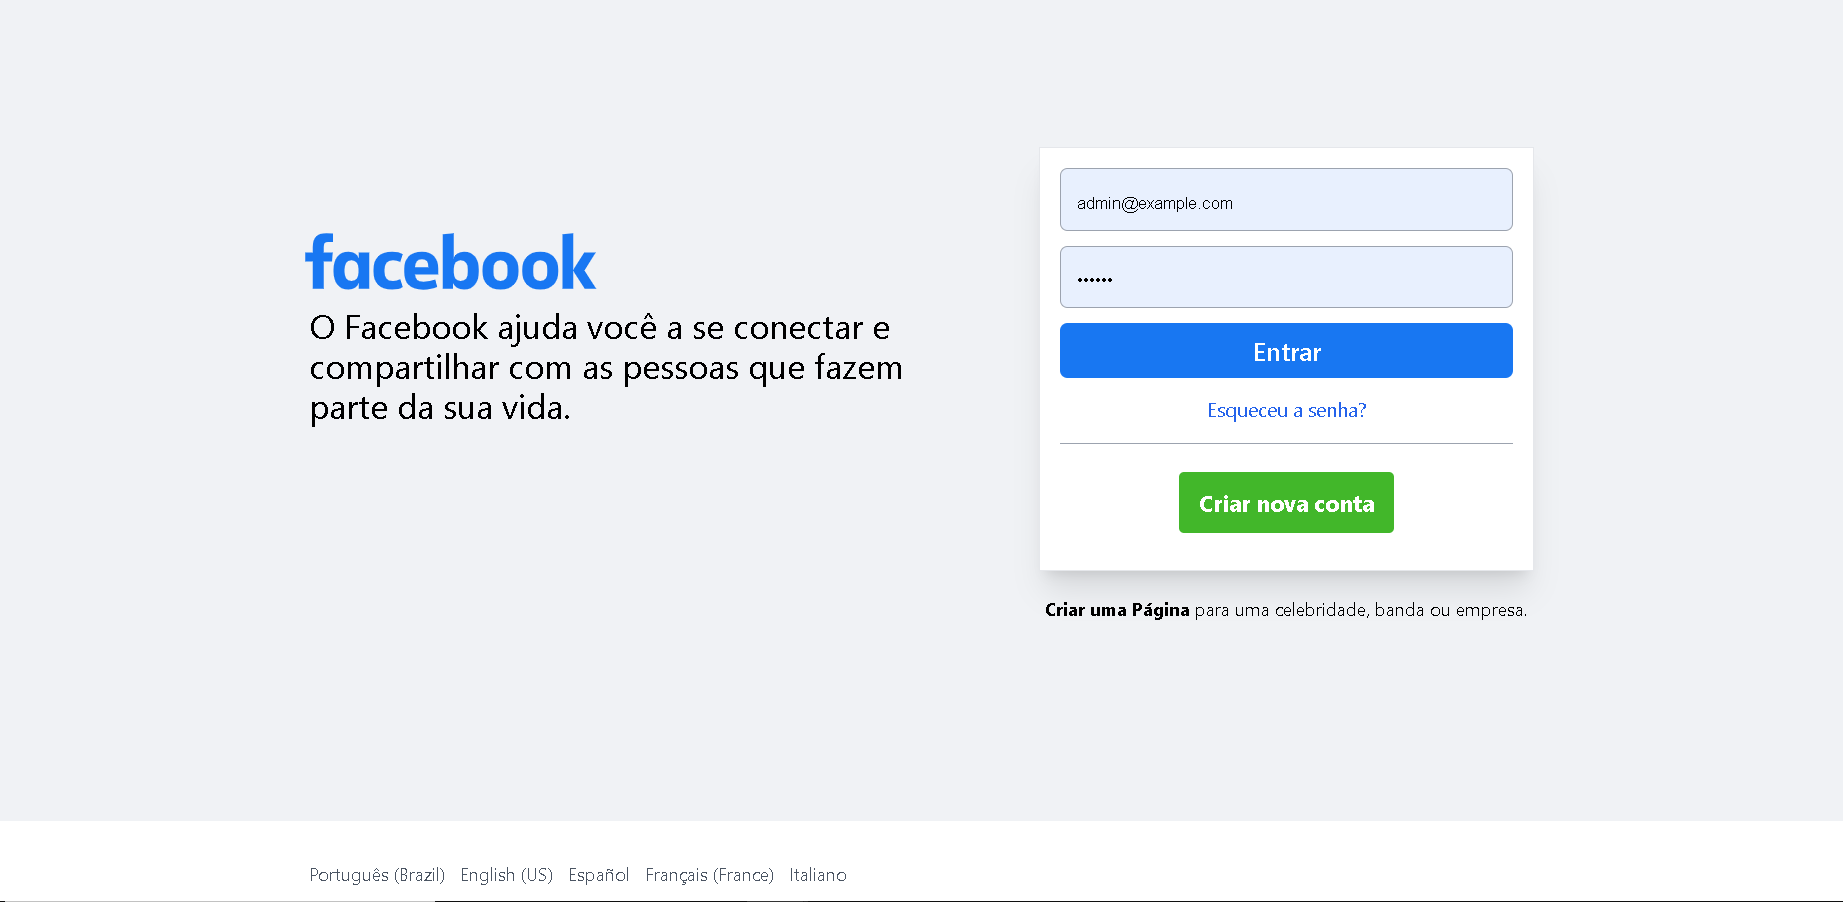 facebook
O Facebook ajuda você a se conectar e
compartilhar com as pessoas que fazem
parte da sua vida.
admin@example.com
••••••
Entrar
Esqueceu a senha?
Criar nova conta
Criar uma Página para uma celebridade, banda ou empresa.
Português (Brazil) English (US) Español Français (France) Italiano